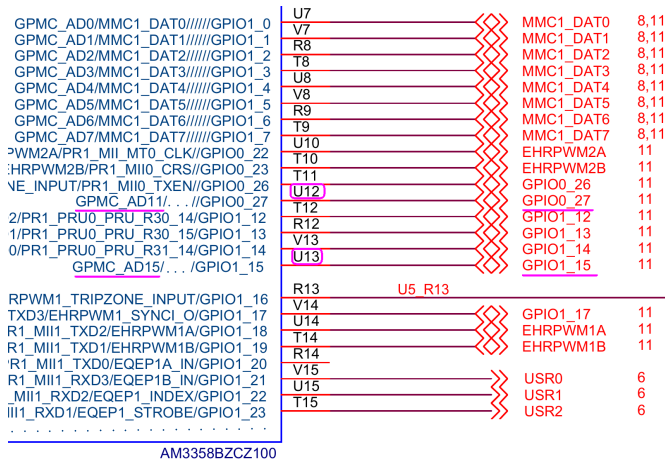 GPMC_AD0/MMC1_DAT0//////GPIO1_0 U7 MMC1_DAT0 8,11
GPMC_AD1/MMC1_DAT1//////GPIO1_1 V7 MMC1_DAT1 8,11
GPMC_AD2/MMC1_DAT2//////GPIO1_2 R8 MMC1_DAT2 8,11
GPMC_AD3/MMC1_DAT3//////GPIO1_3 T8 MMC1_DAT3 8,11
GPMC_AD4/MMC1_DAT4//////GPIO1_4 U8 MMC1_DAT4 8,11
GPMC_AD5/MMC1_DAT5//////GPIO1_5 V8 MMC1_DAT5 8,11
GPMC_AD6/MMC1_DAT6//////GPIO1_6 R9 MMC1_DAT6 8,11
GPMC_AD7/MMC1_DAT7//////GPIO1_7 T9 MMC1_DAT7 8,11
PWM2A/PR1_MII_MT0_CLK//GPIO0_22 U10 EHRPWM2A 11
EHRPWM2B/PR1_MII0_CRS//GPIO0_23 T10 EHRPWM2B 11
NE_INPUT/PR1_MII0_TXEN//GPIO0_26 T11 GPIO0_26 11
GPMC_AD11/. . .//GPIO0_27 U12 GPIO0_27 11
2/PR1_PRU0_PRU_R30_14/GPIO1_12 T12 GPIO1_12 11
1/PR1_PRU0_PRU_R30_15/GPIO1_13 R12 GPIO1_13 11
0/PR1_PRU0_PRU_R31_14/GPIO1_14 V13 GPIO1_14 11
GPMC_AD15/. . . /GPIO1_15 U13 GPIO1_15 11
RPWM1_TRIPZONE_INPUT/GPIO1_16 R13 U5_R13
TXD3/EHRPWM1_SYNCI_O/GPIO1_17 V14 GPIO1_17 11
R1_MII1_TXD2/EHRPWM1A/GPIO1_18 U14 EHRPWM1A 11
R1_MII1_TXD1/EHRPWM1B/GPIO1_19 T14 EHRPWM1B 11
R1_MII1_TXD0/EQEP1A_IN/GPIO1_20 R14
R1_MII1_RXD3/EQEP1B_IN/GPIO1_21 V15 USR0 6
_MII1_RXD2/EQEP1_INDEX/GPIO1_22 U15 USR1 6
II1_RXD1/EQEP1_STROBE/GPIO1_23 T15 USR2 6
. . . . . . . . . . . . . . . . . . . .
AM3358BZCZ100